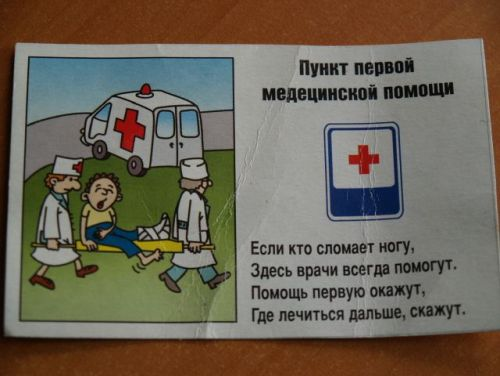 Пункт первой
медецинской помощи
Если кто сломает ногу,
Здесь врачи всегда помогут.
Помощь первую окажут,
Где лечиться дальше, скажут.